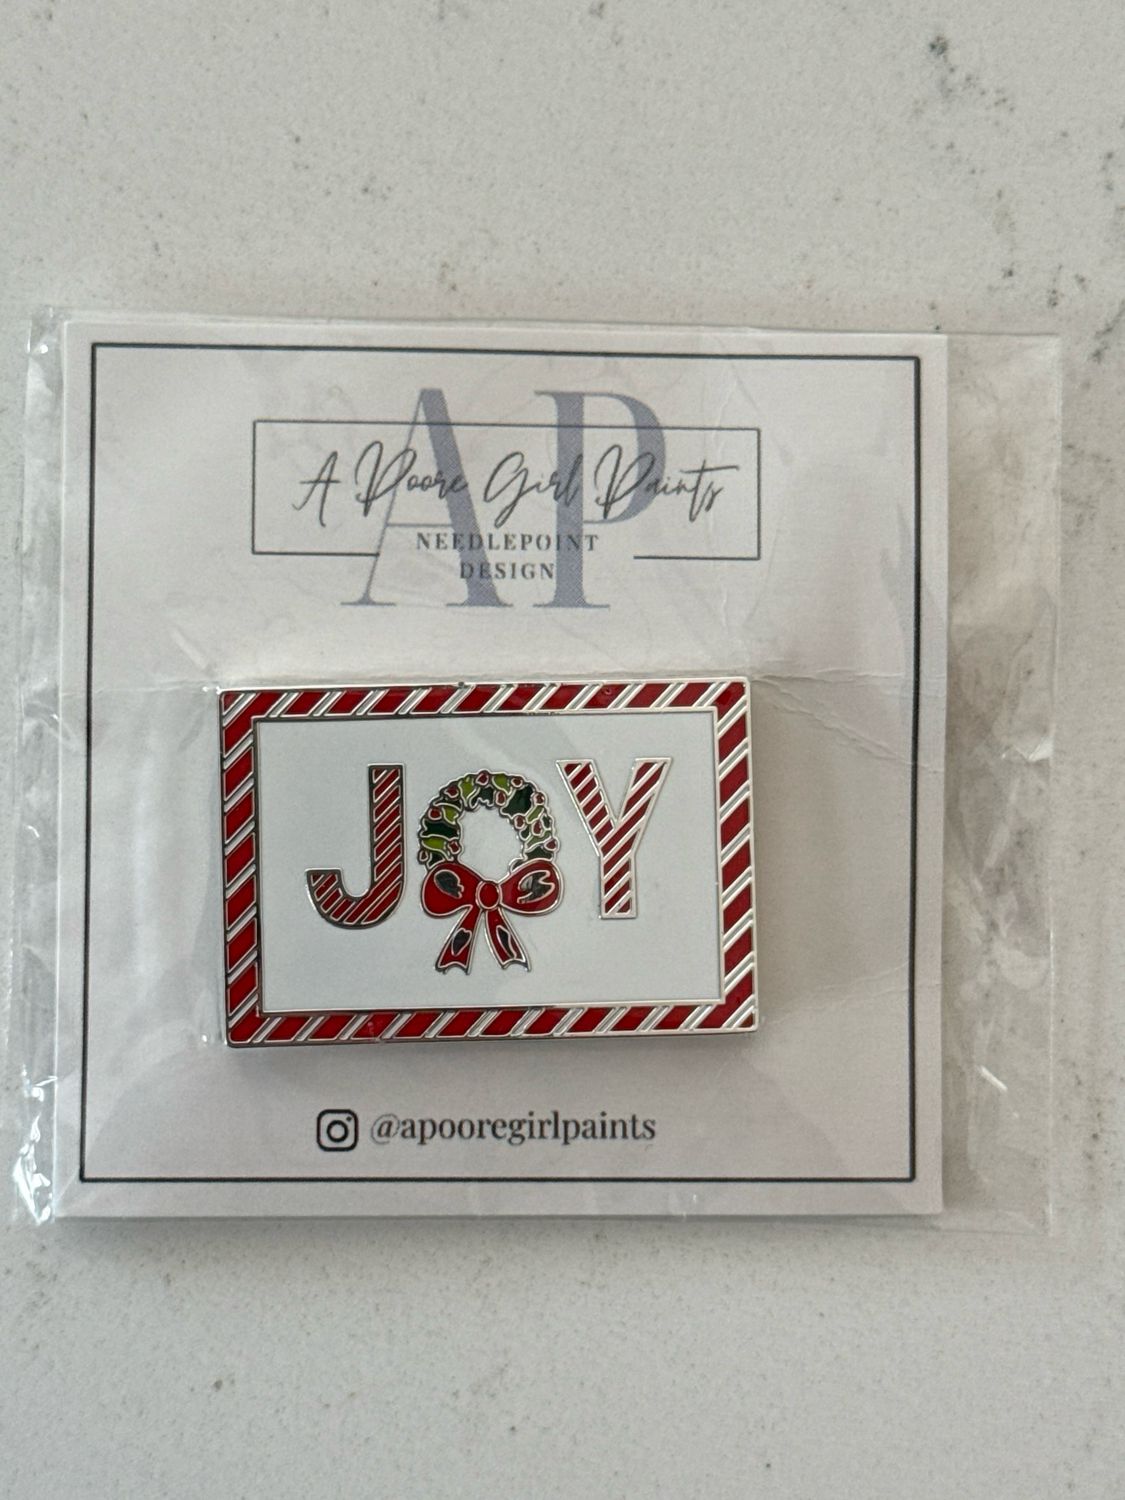 AP
A Poore Girl Paints
NEEDLEPOINT
DESIGN
JOY
@apooregirlpaints